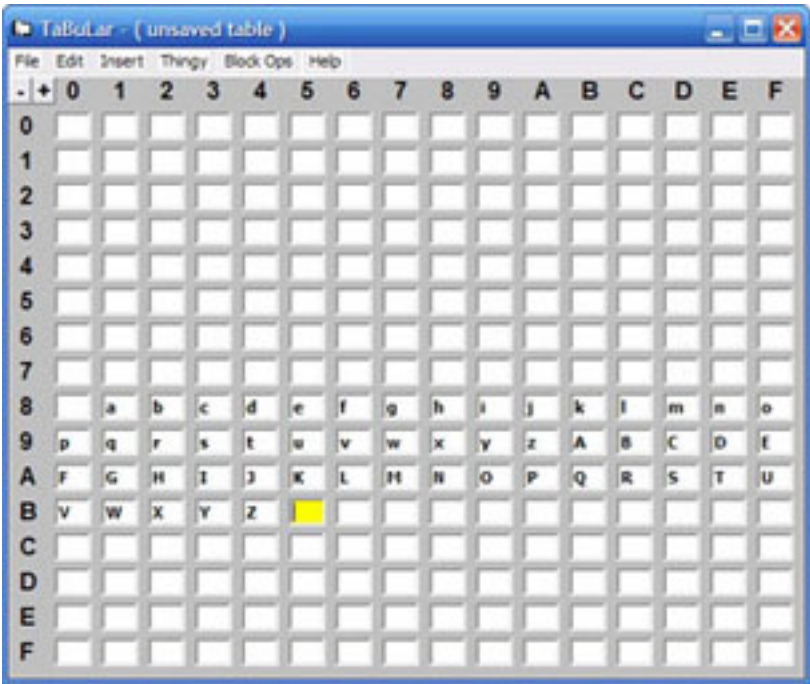 TaBuLar - ( unsaved table )
File Edit Insert Thingy Block Ops Help
- + 0 1 2 3 4 5 6 7 8 9 A B C D E F
0
1
2
3
4
5
6
7
8 a b c d e f g h i j k l m n o
9 p q r s t u v w x y z A B C D E
A F G H I J K L M N O P Q R S T U
B V W X Y Z
C
D
E
F